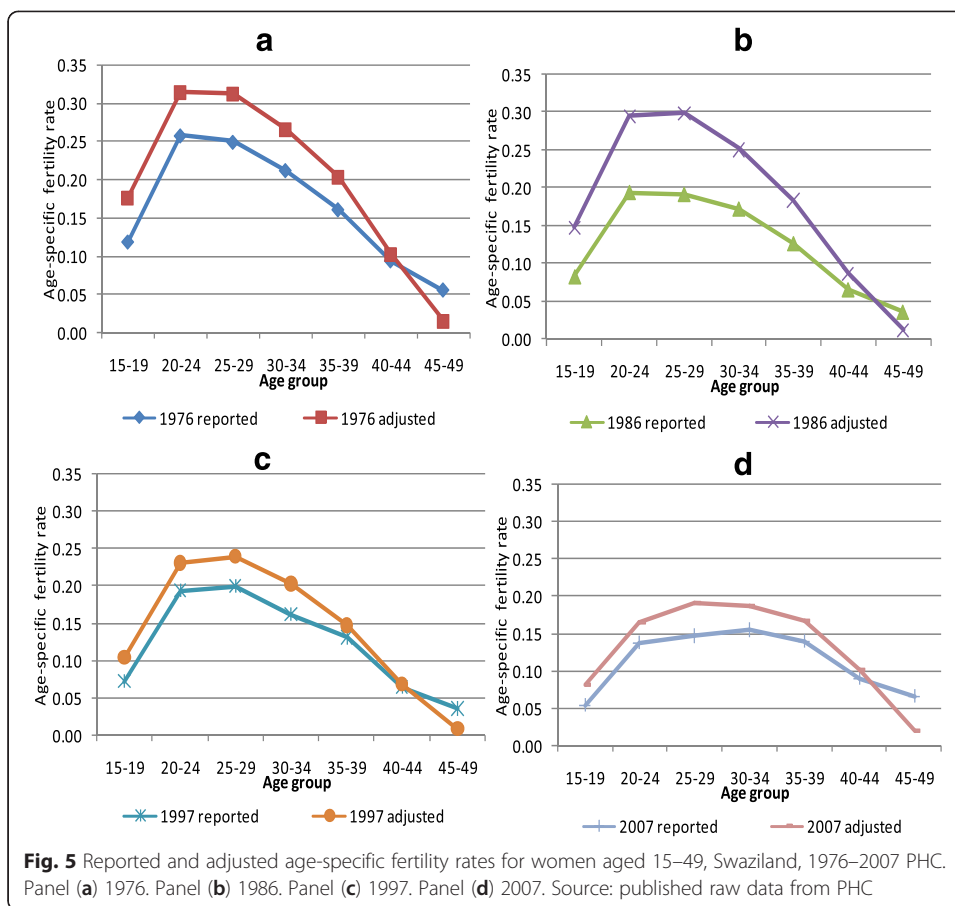 a
0.35
0.30
0.25
0.20
0.15
0.10
0.05
0.00
Age-specific fertility rate
15-19 20-24 25-29 30-34 35-39 40-44 45-49
Age group
1976 reported 1976 adjusted
b
0.35
0.30
0.25
0.20
0.15
0.10
0.05
0.00
Age-specific fertility rate
15-19 20-24 25-29 30-34 35-39 40-44 45-49
Age group
1986 reported 1986 adjusted
c
0.35
0.30
0.25
0.20
0.15
0.10
0.05
0.00
Age-specific fertility rate
15-19 20-24 25-29 30-34 35-39 40-44 45-49
Age group
1997 reported 1997 adjusted
d
0.35
0.30
0.25
0.20
0.15
0.10
0.05
0.00
Age-specific fertility rate
15-19 20-24 25-29 30-34 35-39 40-44 45-49
Age group
2007 reported 2007 adjusted
Fig. 5 Reported and adjusted age-specific fertility rates for women aged 15–49, Swaziland, 1976–2007 PHC.
Panel (a) 1976. Panel (b) 1986. Panel (c) 1997. Panel (d) 2007. Source: published raw data from PHC